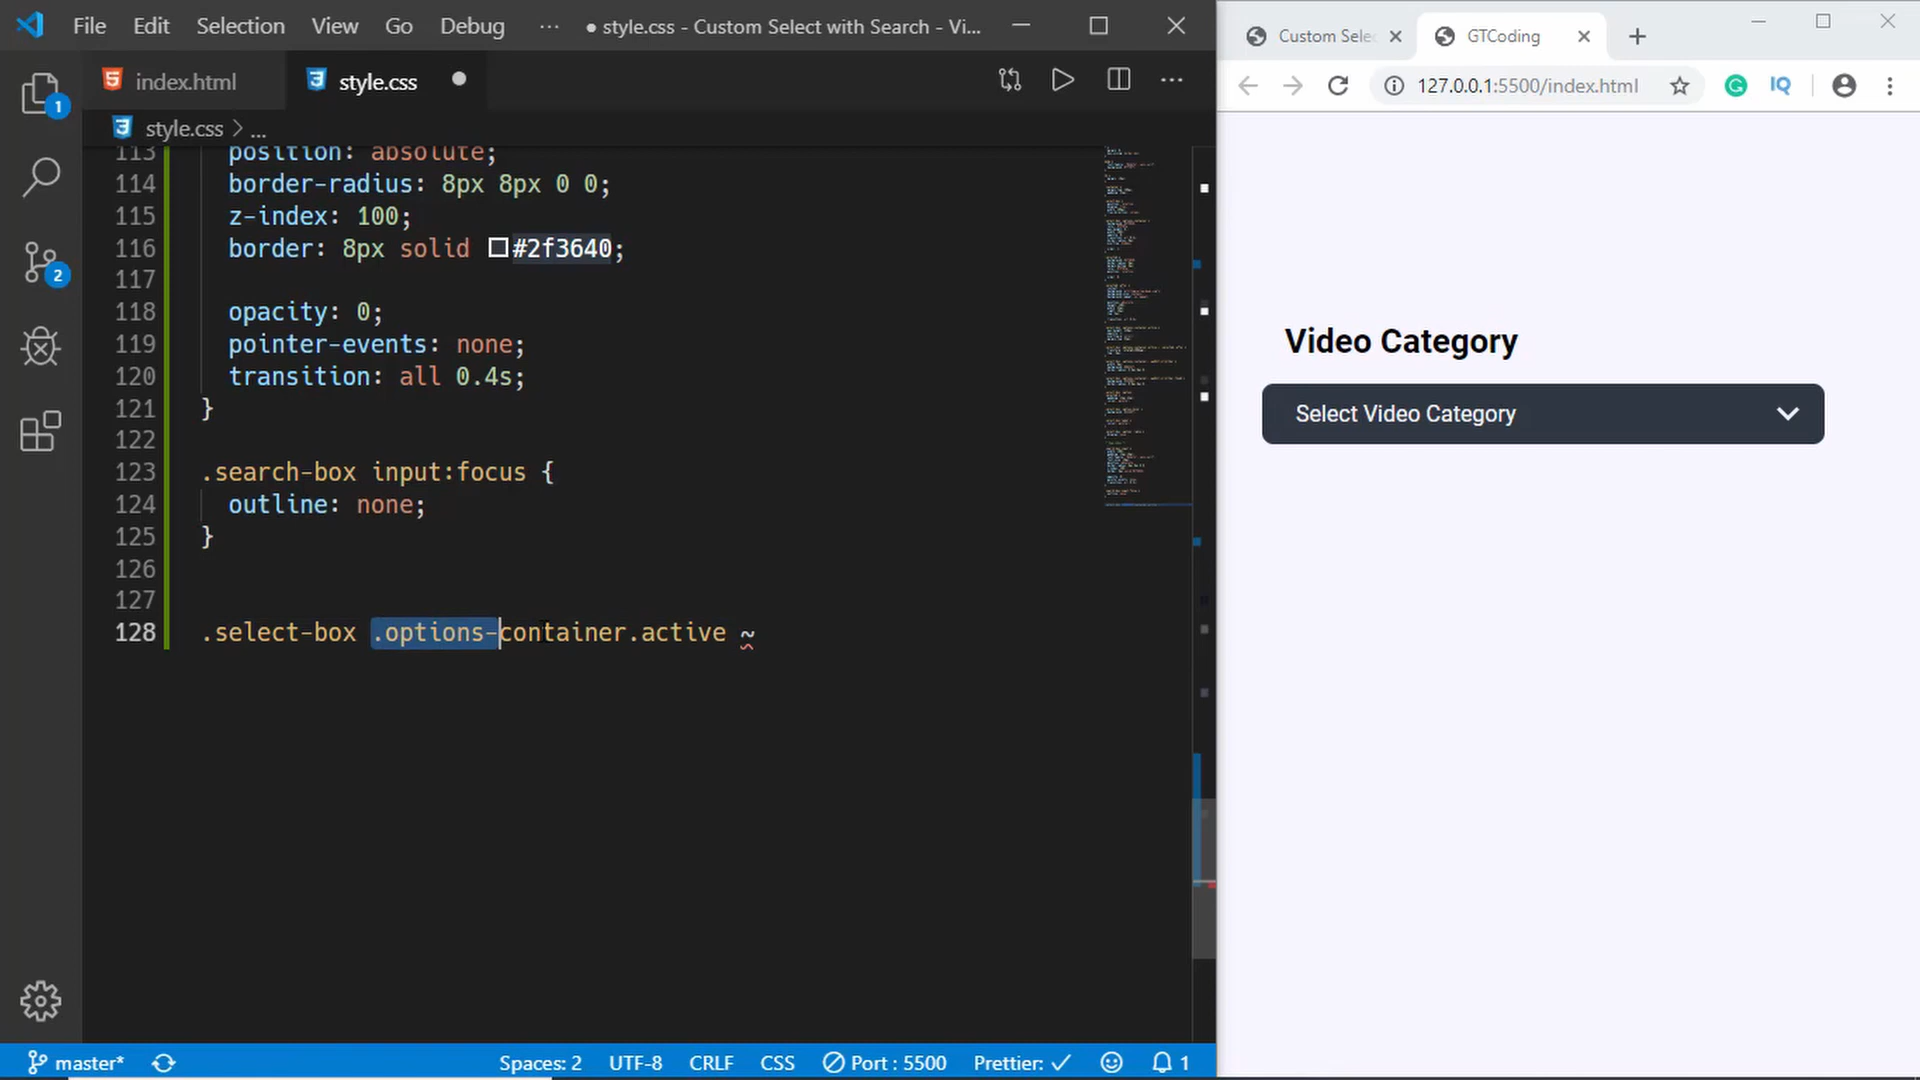 File Edit Selection View Go Debug ··· ● style.css - Custom Select with Search - Vi...
index.html style.css
style.css > ...
113 position: absolute;
114 border-radius: 8px 8px 0 0;
115 z-index: 100;
116 border: 8px solid #2f3640;
117
118 opacity: 0;
119 pointer-events: none;
120 transition: all 0.4s;
121 }
122
123 .search-box input:focus {
124 outline: none;
125 }
126
127
128 .select-box .options-container.active ~
1
2
master* Spaces: 2 UTF-8 CRLF CSS Port : 5500 Prettier: ✓ 1
Custom Sele GTCoding
127.0.0.1:5500/index.html IQ
Video Category
Select Video Category